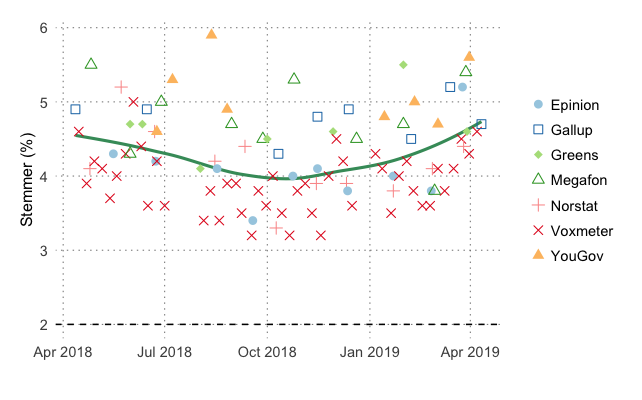 6
5
4
3
2
Stemmer (%)
Apr 2018
Jul 2018
Oct 2018
Jan 2019
Apr 2019
Epinion
Gallup
Greens
Megafon
Norstat
Voxmeter
YouGov